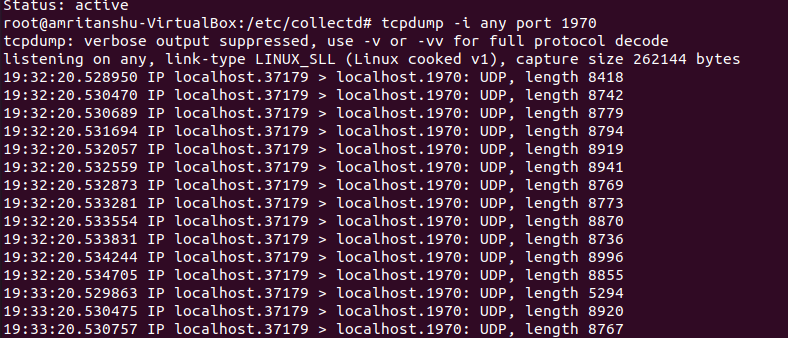 Status: active
root@amritanshu-VirtualBox:/etc/collectd# tcpdump -i any port 1970
tcpdump: verbose output suppressed, use -v or -vv for full protocol decode
listening on any, link-type LINUX_SLL (Linux cooked v1), capture size 262144 bytes
19:32:20.528950 IP localhost.37179 > localhost.1970: UDP, length 8418
19:32:20.530470 IP localhost.37179 > localhost.1970: UDP, length 8742
19:32:20.530689 IP localhost.37179 > localhost.1970: UDP, length 8779
19:32:20.531694 IP localhost.37179 > localhost.1970: UDP, length 8794
19:32:20.532057 IP localhost.37179 > localhost.1970: UDP, length 8919
19:32:20.532559 IP localhost.37179 > localhost.1970: UDP, length 8941
19:32:20.532873 IP localhost.37179 > localhost.1970: UDP, length 8769
19:32:20.533281 IP localhost.37179 > localhost.1970: UDP, length 8773
19:32:20.533554 IP localhost.37179 > localhost.1970: UDP, length 8870
19:32:20.533831 IP localhost.37179 > localhost.1970: UDP, length 8736
19:32:20.534244 IP localhost.37179 > localhost.1970: UDP, length 8996
19:32:20.534705 IP localhost.37179 > localhost.1970: UDP, length 8855
19:33:20.529863 IP localhost.37179 > localhost.1970: UDP, length 5294
19:33:20.530475 IP localhost.37179 > localhost.1970: UDP, length 8920
19:33:20.530757 IP localhost.37179 > localhost.1970: UDP, length 8767